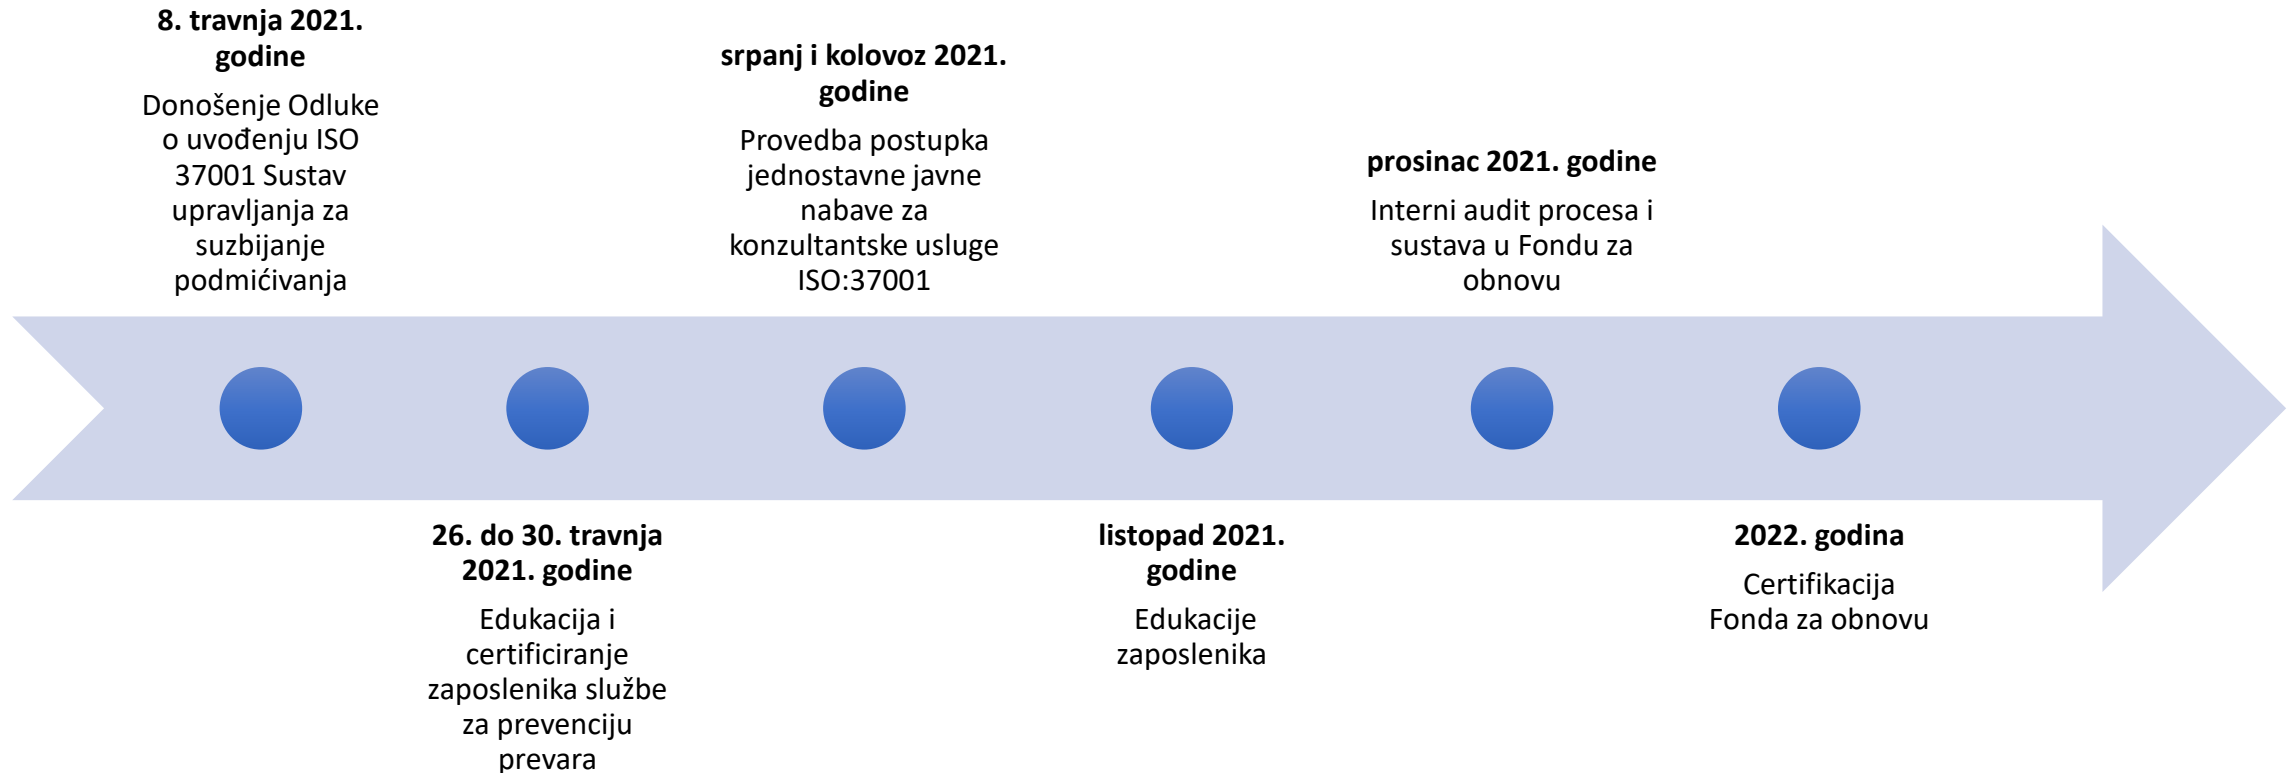 8. travnja 2021.
godine
Donošenje Odluke
o uvođenju ISO
37001 Sustav
upravljanja za
suzbijanje
podmićivanja
26. do 30. travnja
2021. godine
Edukacija i
certificiranje
zaposlenika službe
za prevenciju
prevara
srpanj i kolovoz 2021.
godine
Provedba postupka
jednostavne javne
nabave za
konzultantske usluge
ISO:37001
listopad 2021.
godine
Edukacije
zaposlenika
prosinac 2021. godine
Interni audit procesa i
sustava u Fondu za
obnovu
2022. godina
Certifikacija
Fonda za obnovu